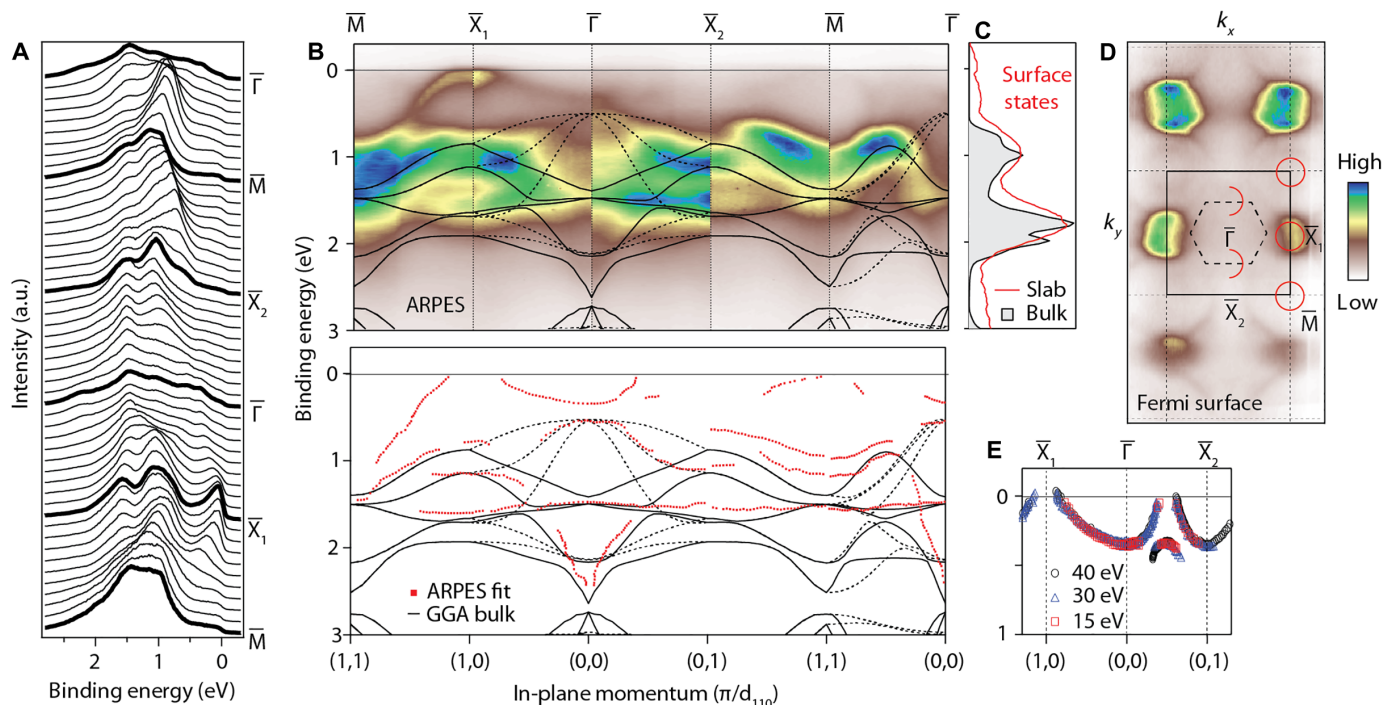 A
Γ̅
M̅
X̅₂
Γ̅
X̅₁
M̅
Intensity (a.u.)
2
1
0
Binding energy (eV)
B
M̅
X̅₁
Γ̅
X̅₂
M̅
Γ̅
0
1
2
3
ARPES
Binding energy (eV)
0
1
2
3
ARPES fit
GGA bulk
(1,1)
(1,0)
(0,0)
(0,1)
(1,1)
(0,0)
In-plane momentum (π/d₁₁₀)
C
Surface
states
Slab
Bulk
D
kₓ
k_y
Γ̅
X̅₁
X̅₂
M̅
Fermi surface
High
Low
E
X̅₁
Γ̅
X̅₂
0
1
40 eV
30 eV
15 eV
(1,0)
(0,0)
(0,1)